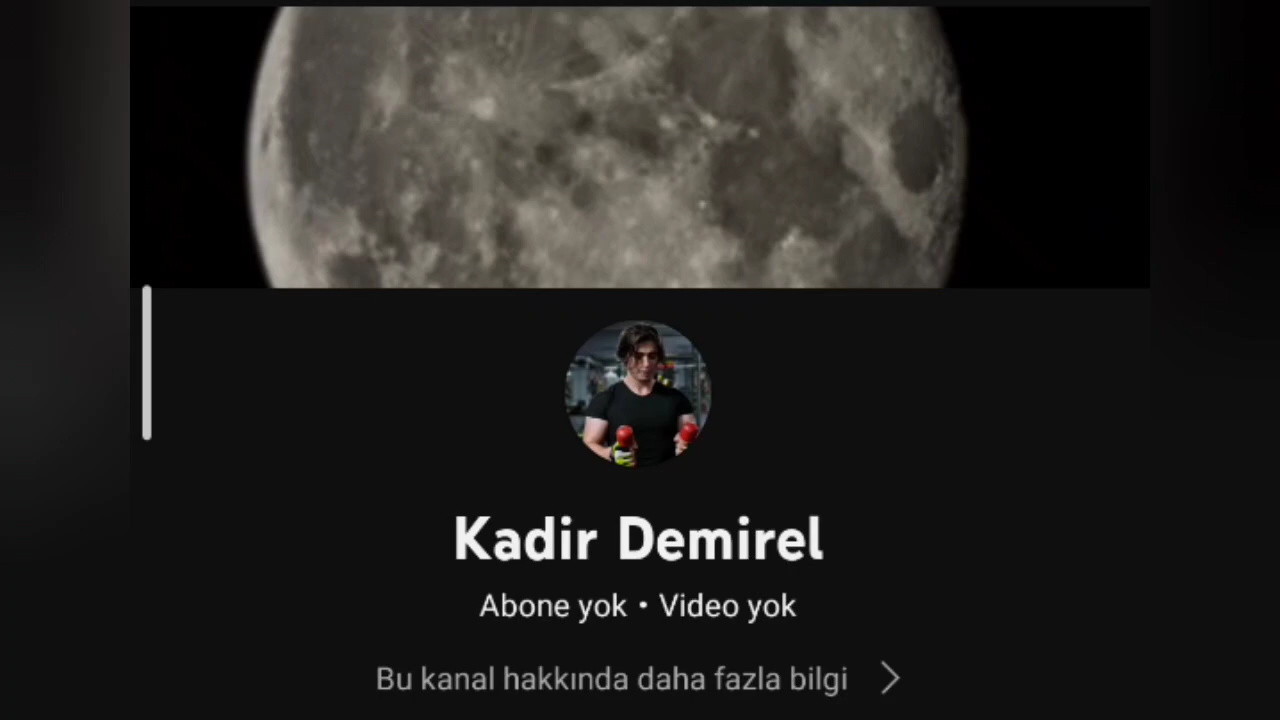 Kadir Demirel
Abone yok • Video yok
Bu kanal hakkında daha fazla bilgi